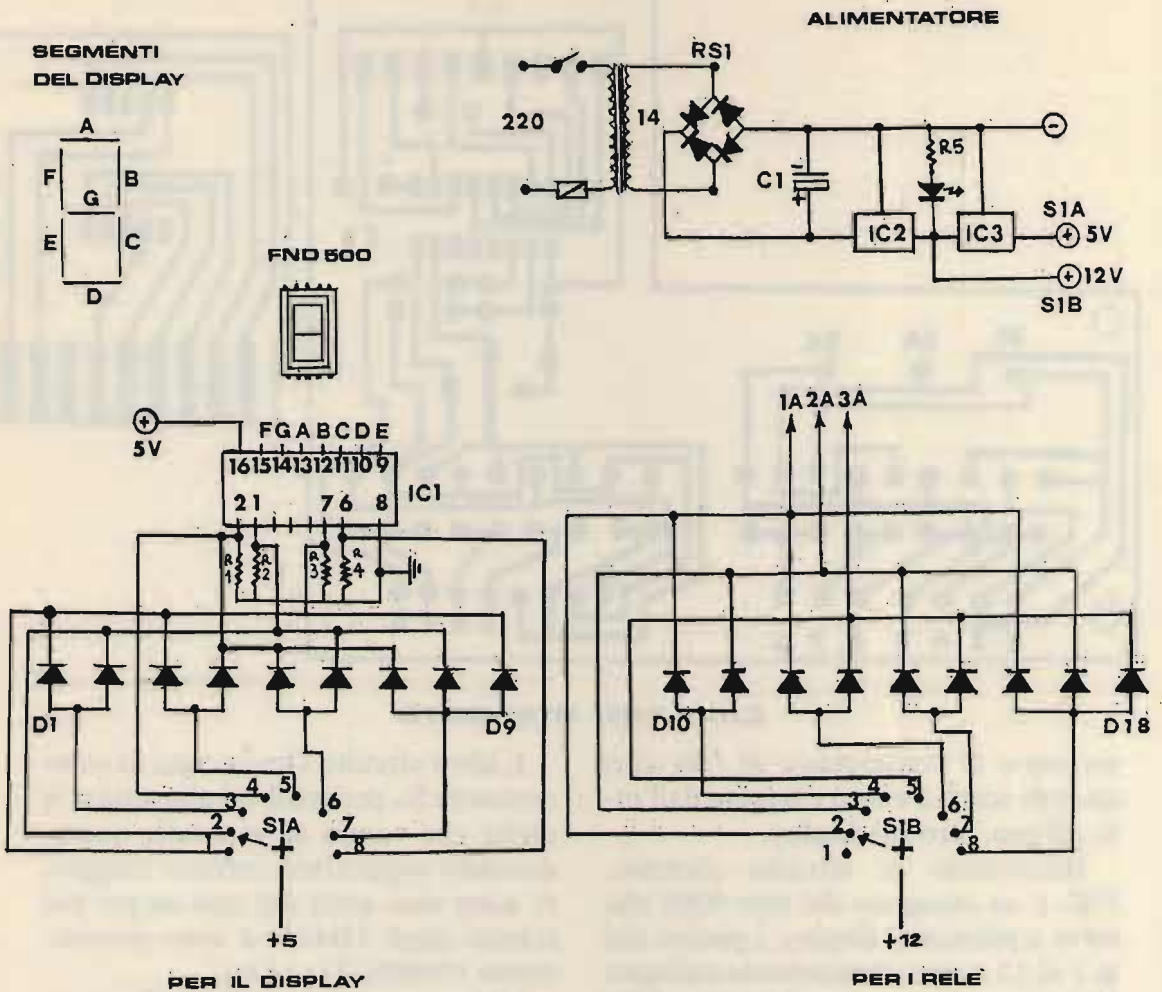 ALIMENTATORE
SEGMENTI
DEL DISPLAY
A
F B
G
E C
D
RS1
220 14
R5
C1
IC2 IC3
S1A
5V
12V
S1B
FND 500
5V
F G A B C D E
16 15 14 13 12 11 10 9
IC1
2 1 7 6 8
R1 R2 R3 R4
D1 D9
4 5
3 6
2 S1A 7
1 8
+5
PER IL DISPLAY
1A 2A 3A
D10 D18
4 5
3 6
2 S1B 7
1 8
+12
PER I RELE